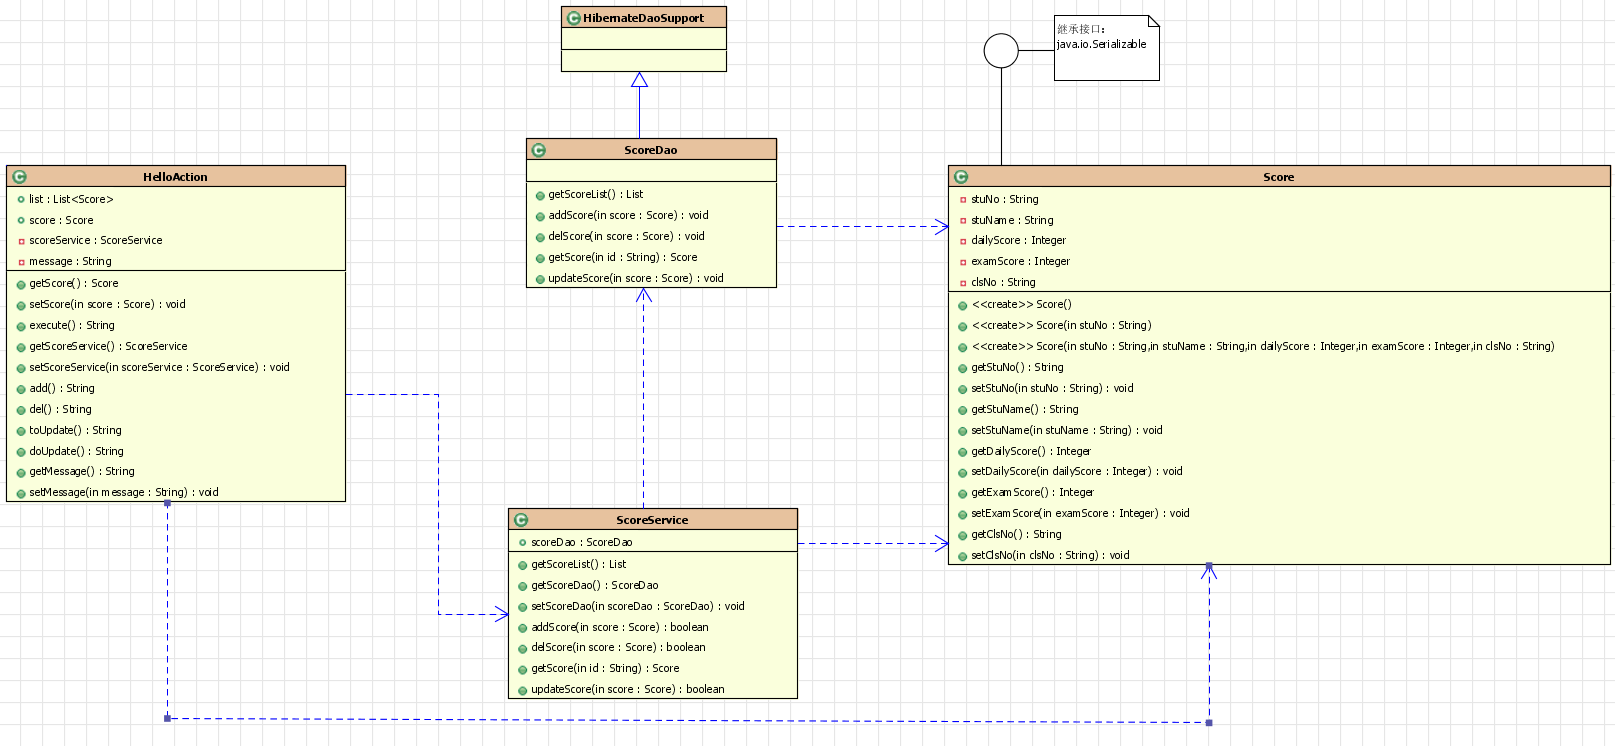 HibernateDaoSupport
继承接口：
java.io.Serializable
ScoreDao
getScoreList() : List
addScore(in score : Score) : void
delScore(in score : Score) : void
getScore(in id : String) : Score
updateScore(in score : Score) : void
HelloAction
list : List<Score>
score : Score
scoreService : ScoreService
message : String
getScore() : Score
setScore(in score : Score) : void
execute() : String
getScoreService() : ScoreService
setScoreService(in scoreService : ScoreService) : void
add() : String
del() : String
toUpdate() : String
doUpdate() : String
getMessage() : String
setMessage(in message : String) : void
Score
stuNo : String
stuName : String
dailyScore : Integer
examScore : Integer
clsNo : String
<<create>> Score()
<<create>> Score(in stuNo : String)
<<create>> Score(in stuNo : String,in stuName : String,in dailyScore : Integer,in examScore : Integer,in clsNo : String)
getStuNo() : String
setStuNo(in stuNo : String) : void
getStuName() : String
setStuName(in stuName : String) : void
getDailyScore() : Integer
setDailyScore(in dailyScore : Integer) : void
getExamScore() : Integer
setExamScore(in examScore : Integer) : void
getClsNo() : String
setClsNo(in clsNo : String) : void
ScoreService
scoreDao : ScoreDao
getScoreList() : List
getScoreDao() : ScoreDao
setScoreDao(in scoreDao : ScoreDao) : void
addScore(in score : Score) : boolean
delScore(in score : Score) : boolean
getScore(in id : String) : Score
updateScore(in score : Score) : boolean